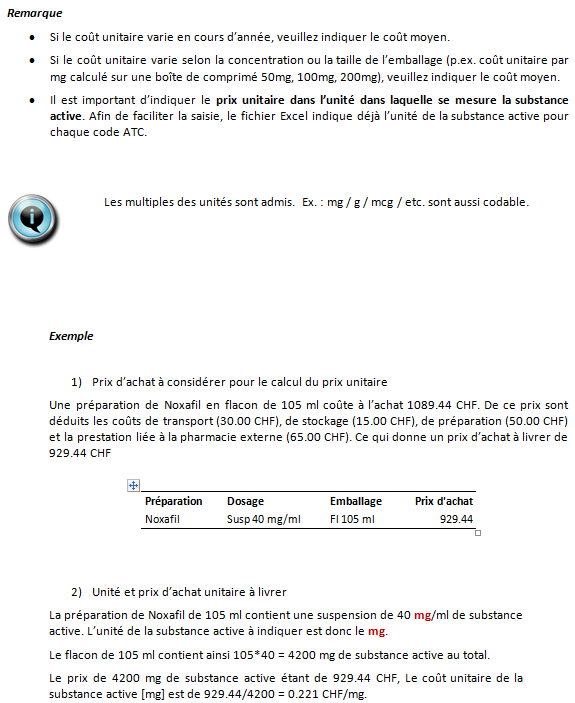 Remarque
• Si le coût unitaire varie en cours d'année, veuillez indiquer le coût moyen.
• Si le coût unitaire varie selon la concentration ou la taille de l'emballage (p.ex. coût unitaire par
mg calculé sur une boîte de comprimé 50mg, 100mg, 200mg), veuillez indiquer le coût moyen.
• Il est important d'indiquer le prix unitaire dans l'unité dans laquelle se mesure la substance
active. Afin de faciliter la saisie, le fichier Excel indique déjà l'unité de la substance active pour
chaque code ATC.
Les multiples des unités sont admis. Ex. : mg / g / mcg / etc. sont aussi codable.
Exemple
1) Prix d'achat à considérer pour le calcul du prix unitaire
Une préparation de Noxafil en flacon de 105 ml coûte à l'achat 1089.44 CHF. De ce prix sont
déduits les coûts de transport (30.00 CHF), de stockage (15.00 CHF), de préparation (50.00 CHF)
et la prestation liée à la pharmacie externe (65.00 CHF). Ce qui donne un prix d'achat à livrer de
929.44 CHF
Préparation Dosage Emballage Prix d'achat
Noxafil Susp 40 mg/ml Fl 105 ml 929.44
2) Unité et prix d'achat unitaire à livrer
La préparation de Noxafil de 105 ml contient une suspension de 40 mg/ml de substance
active. L'unité de la substance active à indiquer est donc le mg.
Le flacon de 105 ml contient ainsi 105*40 = 4200 mg de substance active au total.
Le prix de 4200 mg de substance active étant de 929.44 CHF, Le coût unitaire de la
substance active [mg] est de 929.44/4200 = 0.221 CHF/mg.